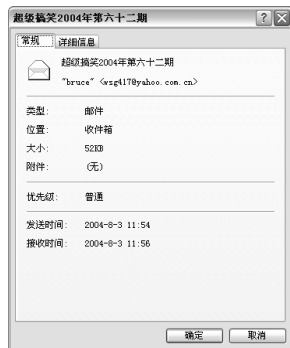 超级搞笑2004年第六十二期
常规 详细信息
超级搞笑2004年第六十二期
"bruce" <wsg417@yahoo.com.cn>
类型: 邮件
位置: 收件箱
大小: 52KB
附件: (无)
优先级: 普通
发送时间: 2004-8-3 11:54
接收时间: 2004-8-3 11:56
确定 取消